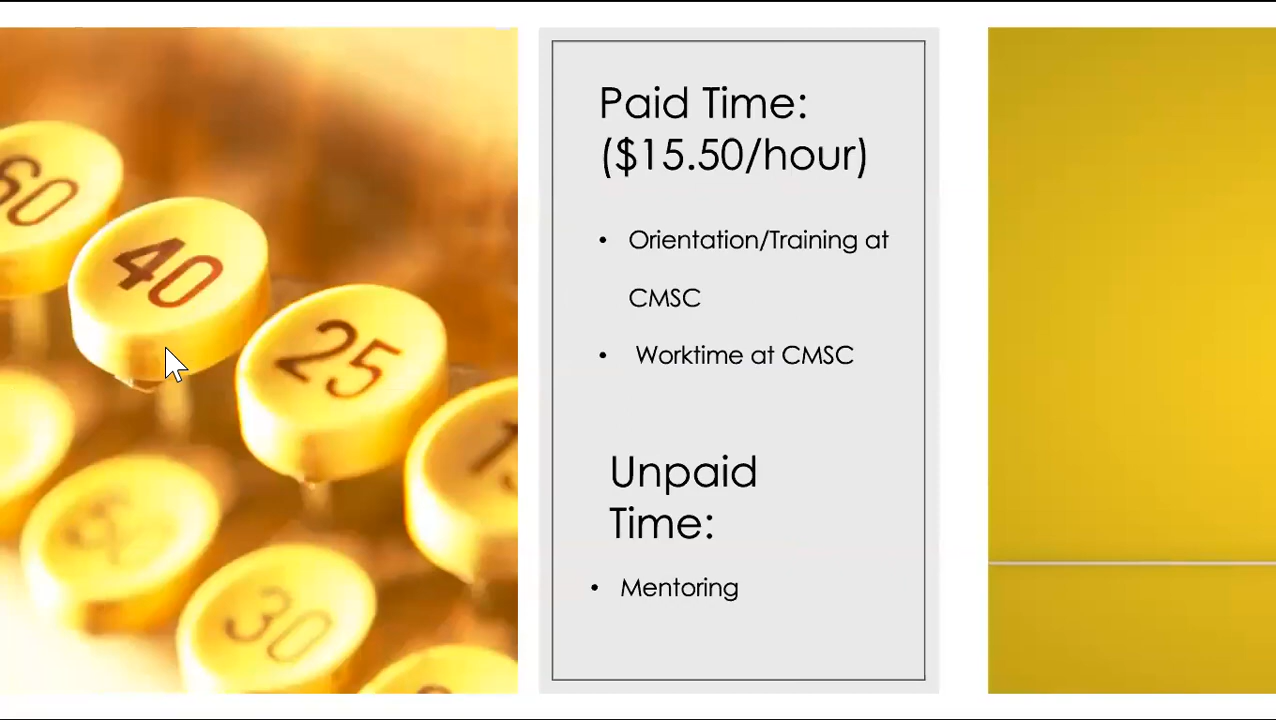 60
40
25
30
Paid Time:
($15.50/hour)
• Orientation/Training at
CMSC
• Worktime at CMSC
Unpaid
Time:
• Mentoring